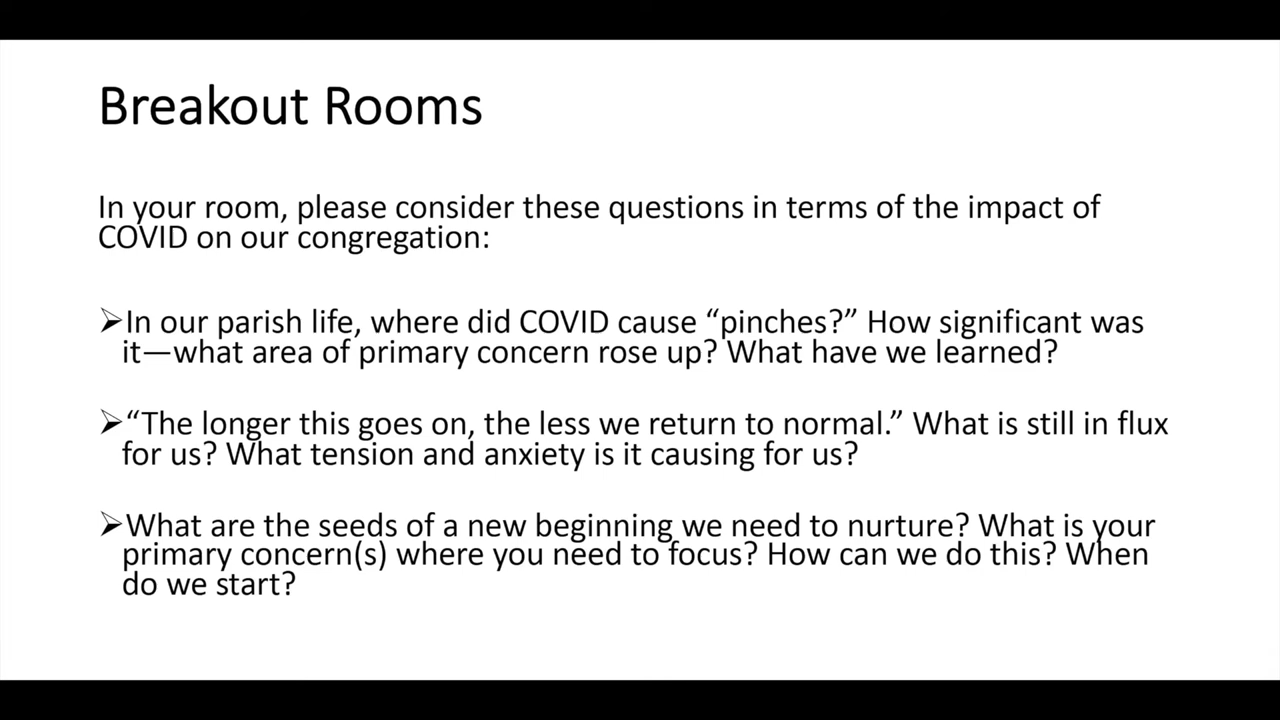 Breakout Rooms
In your room, please consider these questions in terms of the impact of
COVID on our congregation:
➢In our parish life, where did COVID cause “pinches?” How significant was
it—what area of primary concern rose up? What have we learned?
➢“The longer this goes on, the less we return to normal.” What is still in flux
for us? What tension and anxiety is it causing for us?
➢What are the seeds of a new beginning we need to nurture? What is your
primary concern(s) where you need to focus? How can we do this? When
do we start?